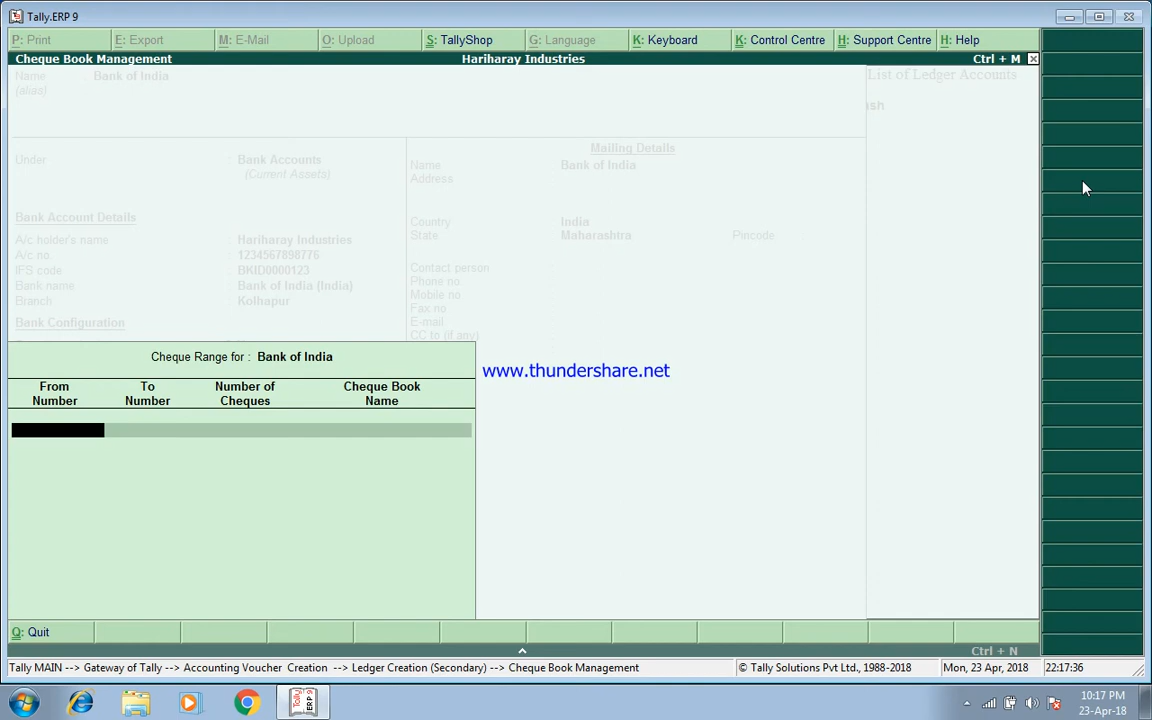 Tally.ERP 9
P: Print E: Export M: E-Mail O: Upload S: TallyShop G: Language K: Keyboard K: Control Centre H: Support Centre H: Help
Cheque Book Management Hariharay Industries Ctrl + M
Name : Bank of India List of Ledger Accounts
(alias)
ash
Mailing Details
Under : Bank Accounts Name : Bank of India
(Current Assets) Address :
Bank Account Details Country : India
State : Maharashtra Pincode :
A/c holder's name : Hariharay Industries
A/c no. : 1234567898776 Contact person :
IFS code : BKID0000123 Phone no. :
Bank name : Bank of India (India) Mobile no :
Branch : Kolhapur Fax no :
Bank Configuration E-mail :
CC to (if any) :
Cheque Range for : Bank of India
www.thundershare.net
From Number To Number Number of Cheques Cheque Book Name
Q: Quit
Ctrl + N
Tally MAIN --> Gateway of Tally --> Accounting Voucher Creation --> Ledger Creation (Secondary) --> Cheque Book Management © Tally Solutions Pvt Ltd., 1988-2018 Mon, 23 Apr, 2018 22:17:36
Tally ERP 9
10:17 PM
23-Apr-18